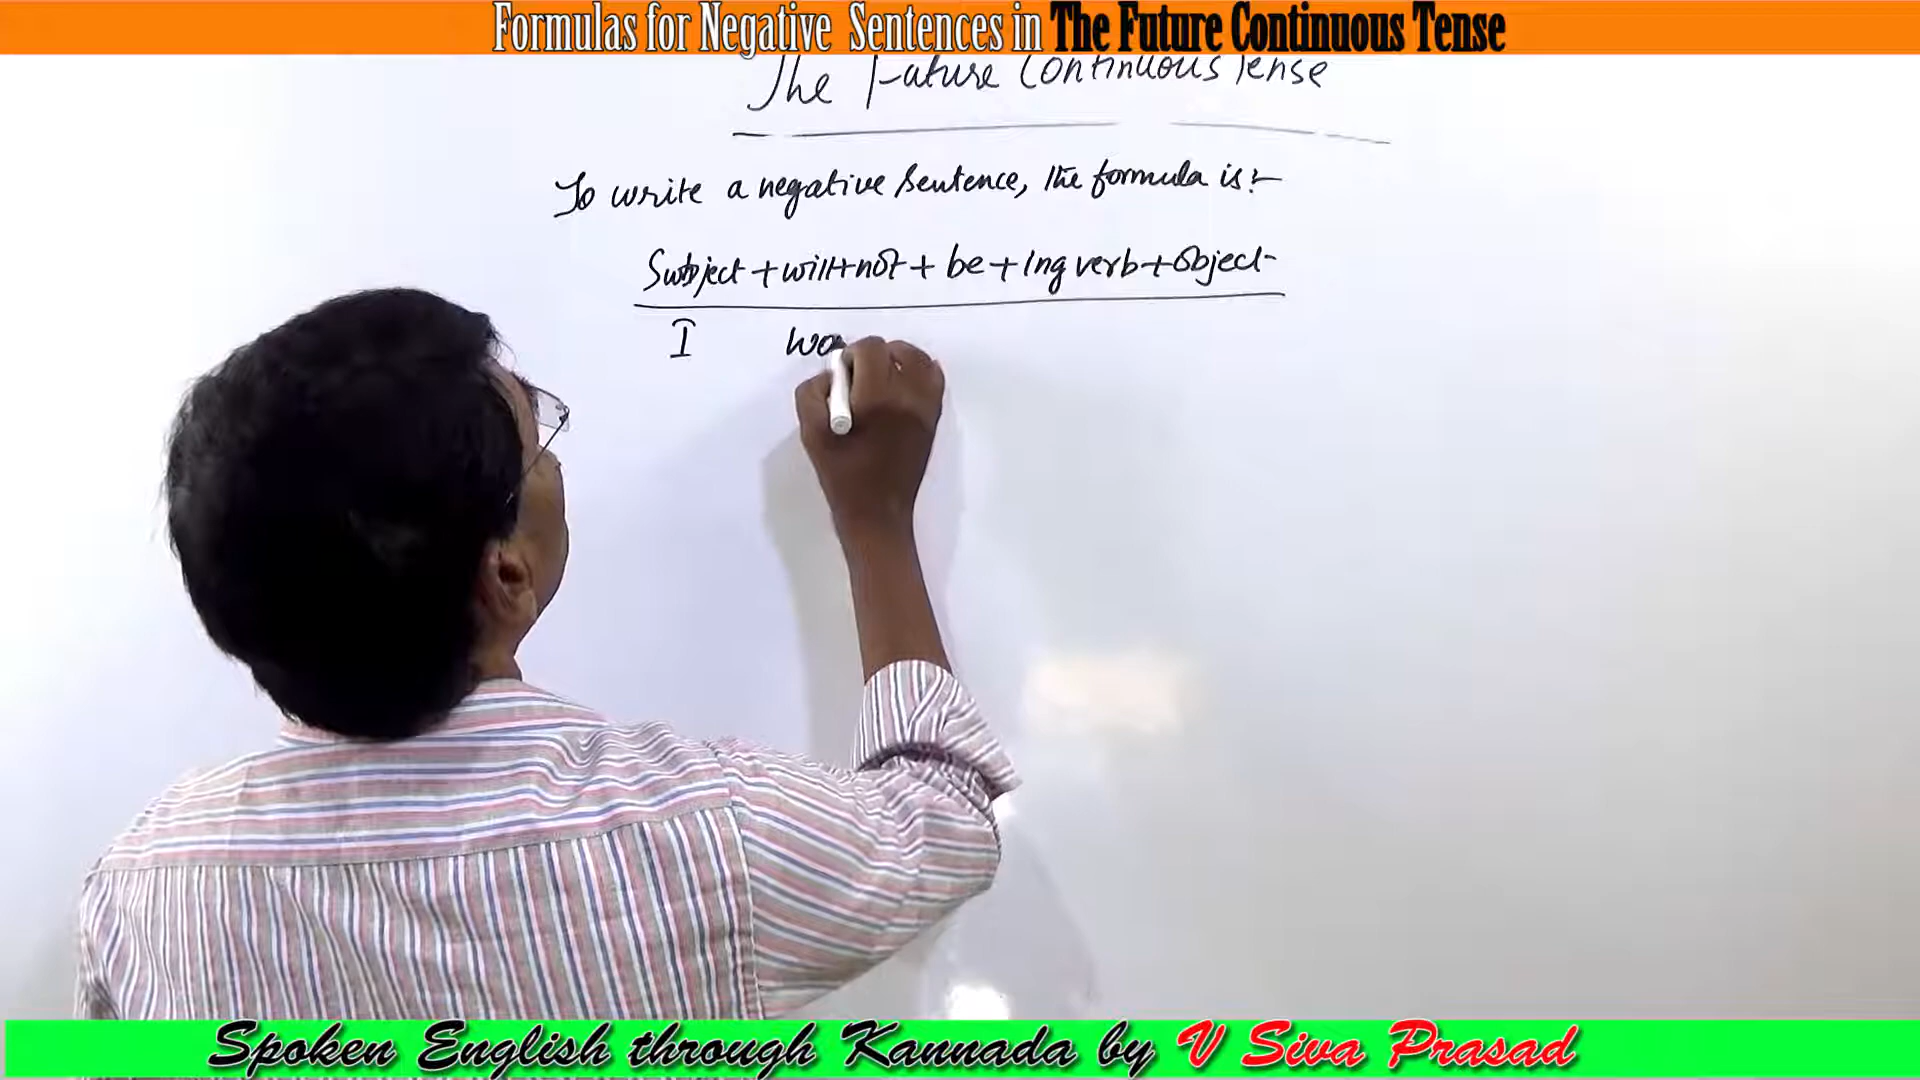 Formulas for Negative Sentences in The Future Continuous Tense
The Future Continuous Tense
To write a negative sentence, the formula is:-
Subject + will + not + be + ing verb + object
I wo
Spoken English through Kannada by V Siva Prasad